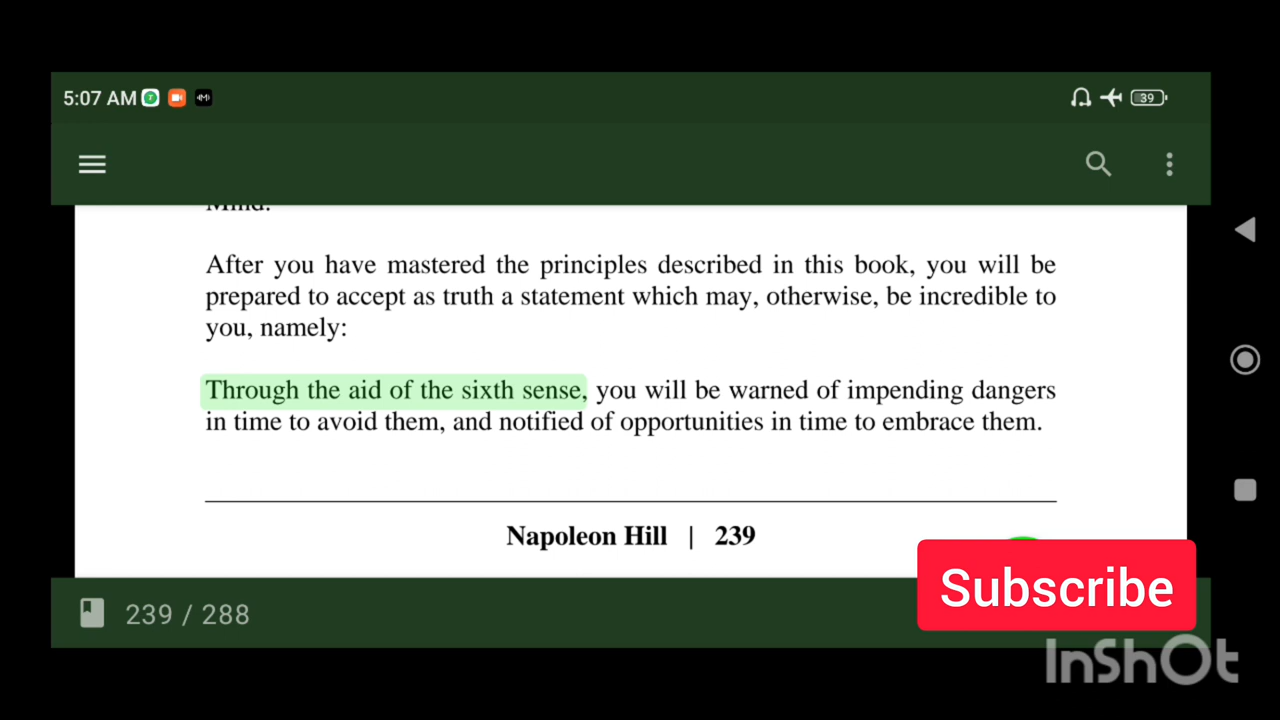 5:07 AM
39
Mind.
After you have mastered the principles described in this book, you will be
prepared to accept as truth a statement which may, otherwise, be incredible to
you, namely:
Through the aid of the sixth sense, you will be warned of impending dangers
in time to avoid them, and notified of opportunities in time to embrace them.
Napoleon Hill | 239
Subscribe
239 / 288
InShOt